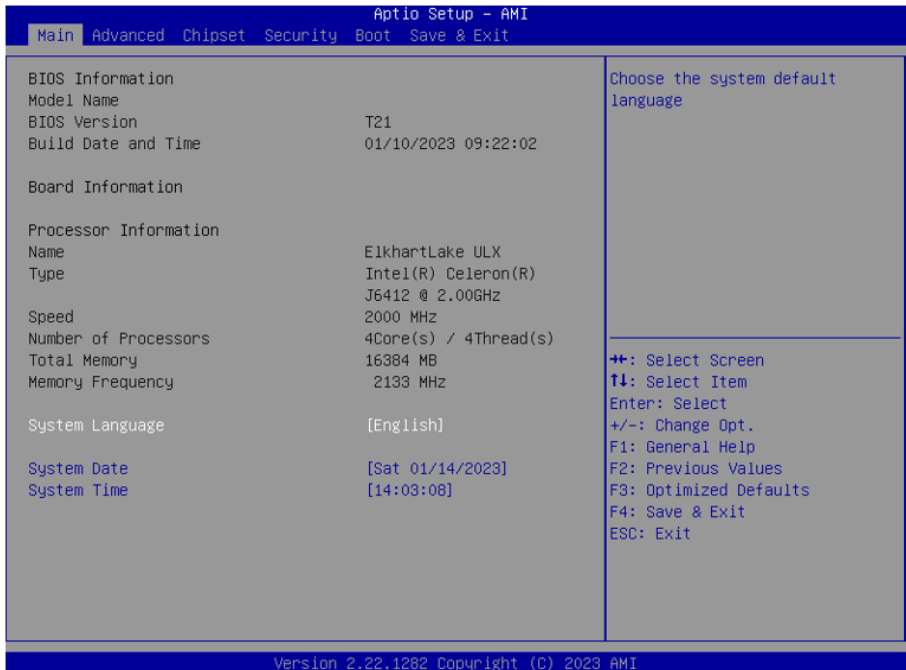 Aptio Setup – AMI
Main Advanced Chipset Security Boot Save & Exit
BIOS Information
Model Name
BIOS Version T21
Build Date and Time 01/10/2023 09:22:02
Board Information
Processor Information
Name ElkhartLake ULX
Type Intel(R) Celeron(R)
J6412 @ 2.00GHz
Speed 2000 MHz
Number of Processors 4Core(s) / 4Thread(s)
Total Memory 16384 MB
Memory Frequency 2133 MHz
System Language [English]
System Date [Sat 01/14/2023]
System Time [14:03:08]
Choose the system default
language
→←: Select Screen
↑↓: Select Item
Enter: Select
+/-: Change Opt.
F1: General Help
F2: Previous Values
F3: Optimized Defaults
F4: Save & Exit
ESC: Exit
Version 2.22.1282 Copyright (C) 2023 AMI